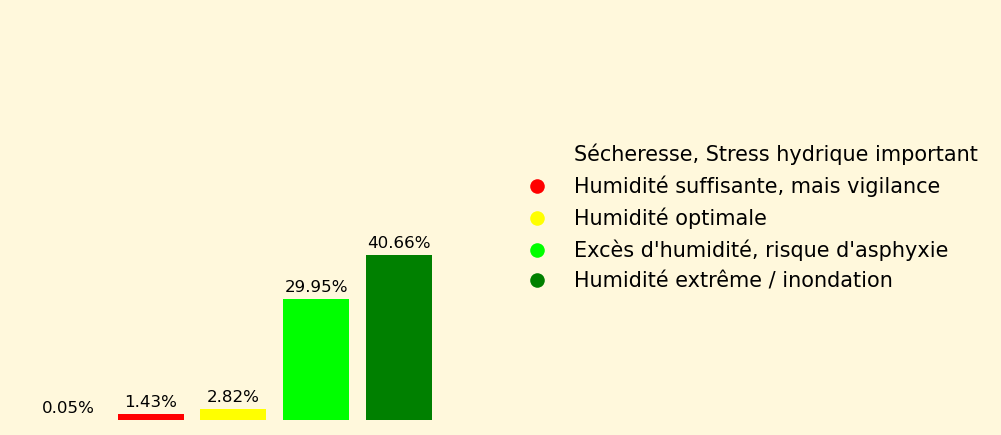 Sécheresse, Stress hydrique important
Humidité suffisante, mais vigilance
Humidité optimale
Excès d'humidité, risque d'asphyxie
Humidité extrême / inondation
40.66%
29.95%
2.82%
1.43%
0.05%